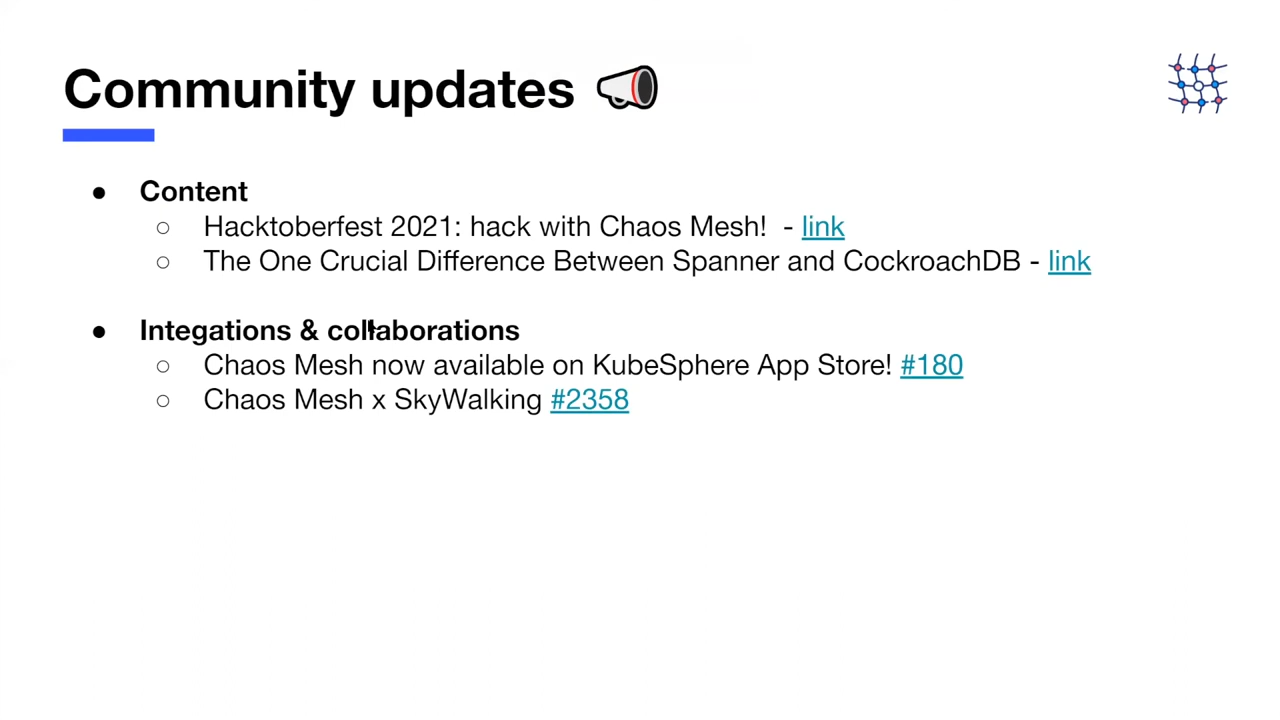 Community updates
● Content
○ Hacktoberfest 2021: hack with Chaos Mesh! - link
○ The One Crucial Difference Between Spanner and CockroachDB - link
● Integations & collaborations
○ Chaos Mesh now available on KubeSphere App Store! #180
○ Chaos Mesh x SkyWalking #2358